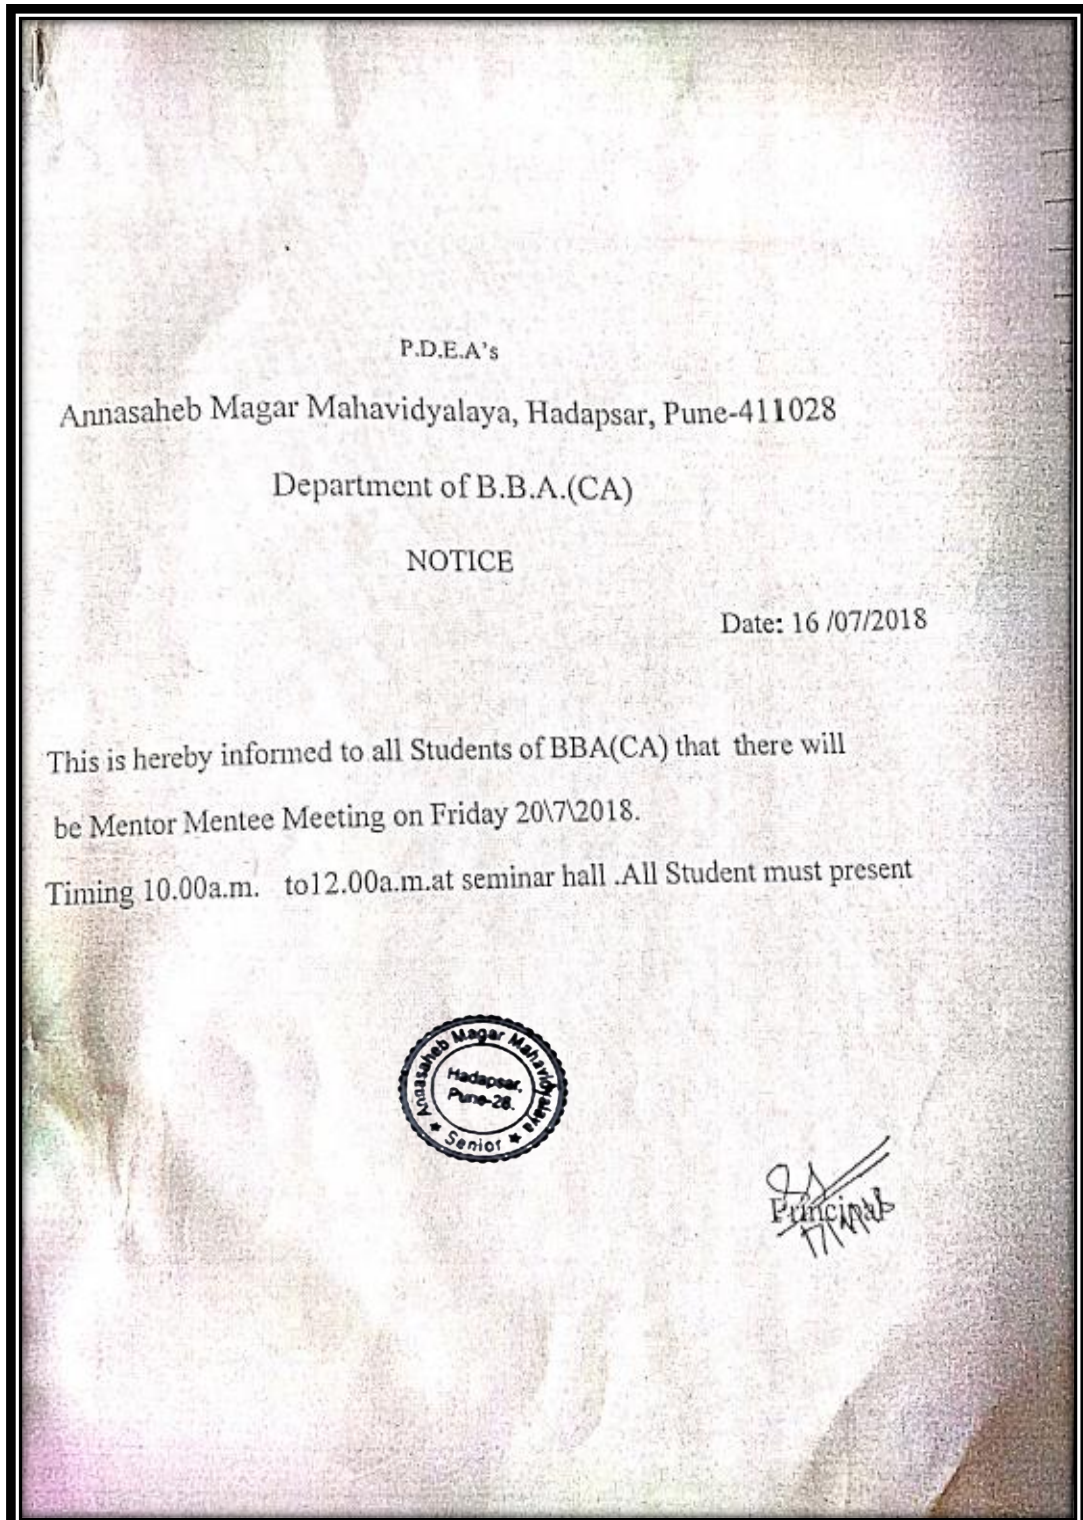 P.D.E.A's
Annasaheb Magar Mahavidyalaya, Hadapsar, Pune-411028
Department of B.B.A.(CA)
NOTICE
Date: 16 /07/2018
This is hereby informed to all Students of BBA(CA) that there will
be Mentor Mentee Meeting on Friday 20\7\2018.
Timing 10.00a.m. to12.00a.m.at seminar hall .All Student must present
Annasaheb Magar Mahavidyalaya
Hadapsar,
Pune-28.
★ Senior ★
Principal